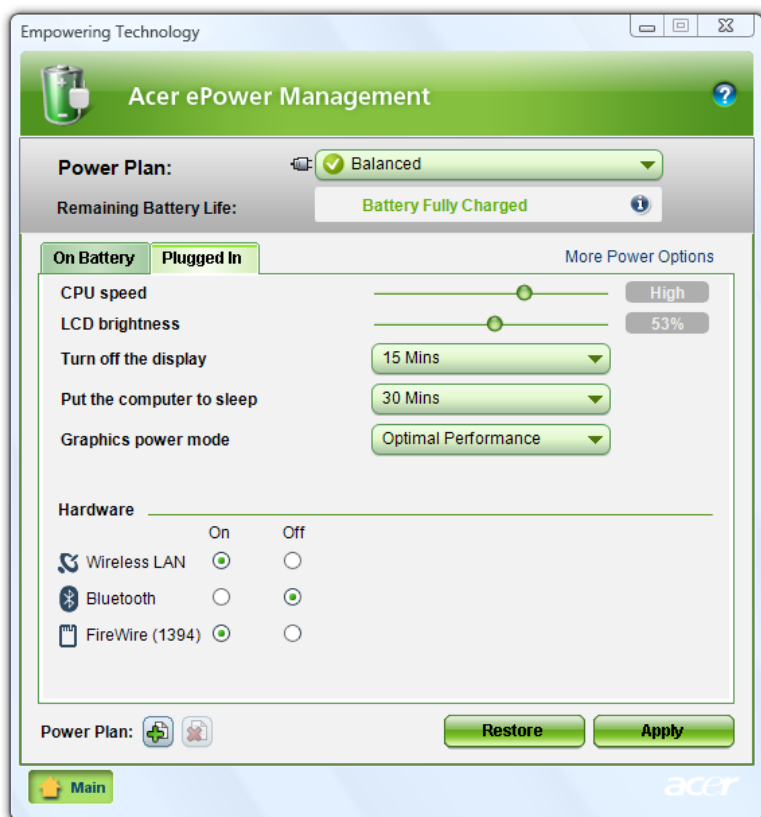 Empowering Technology
Acer ePower Management
?
Power Plan: Balanced
Remaining Battery Life: Battery Fully Charged i
On Battery Plugged In More Power Options
CPU speed High
LCD brightness 53%
Turn off the display 15 Mins
Put the computer to sleep 30 Mins
Graphics power mode Optimal Performance
Hardware
On Off
Wireless LAN
Bluetooth
FireWire (1394)
Power Plan: Restore Apply
Main acer